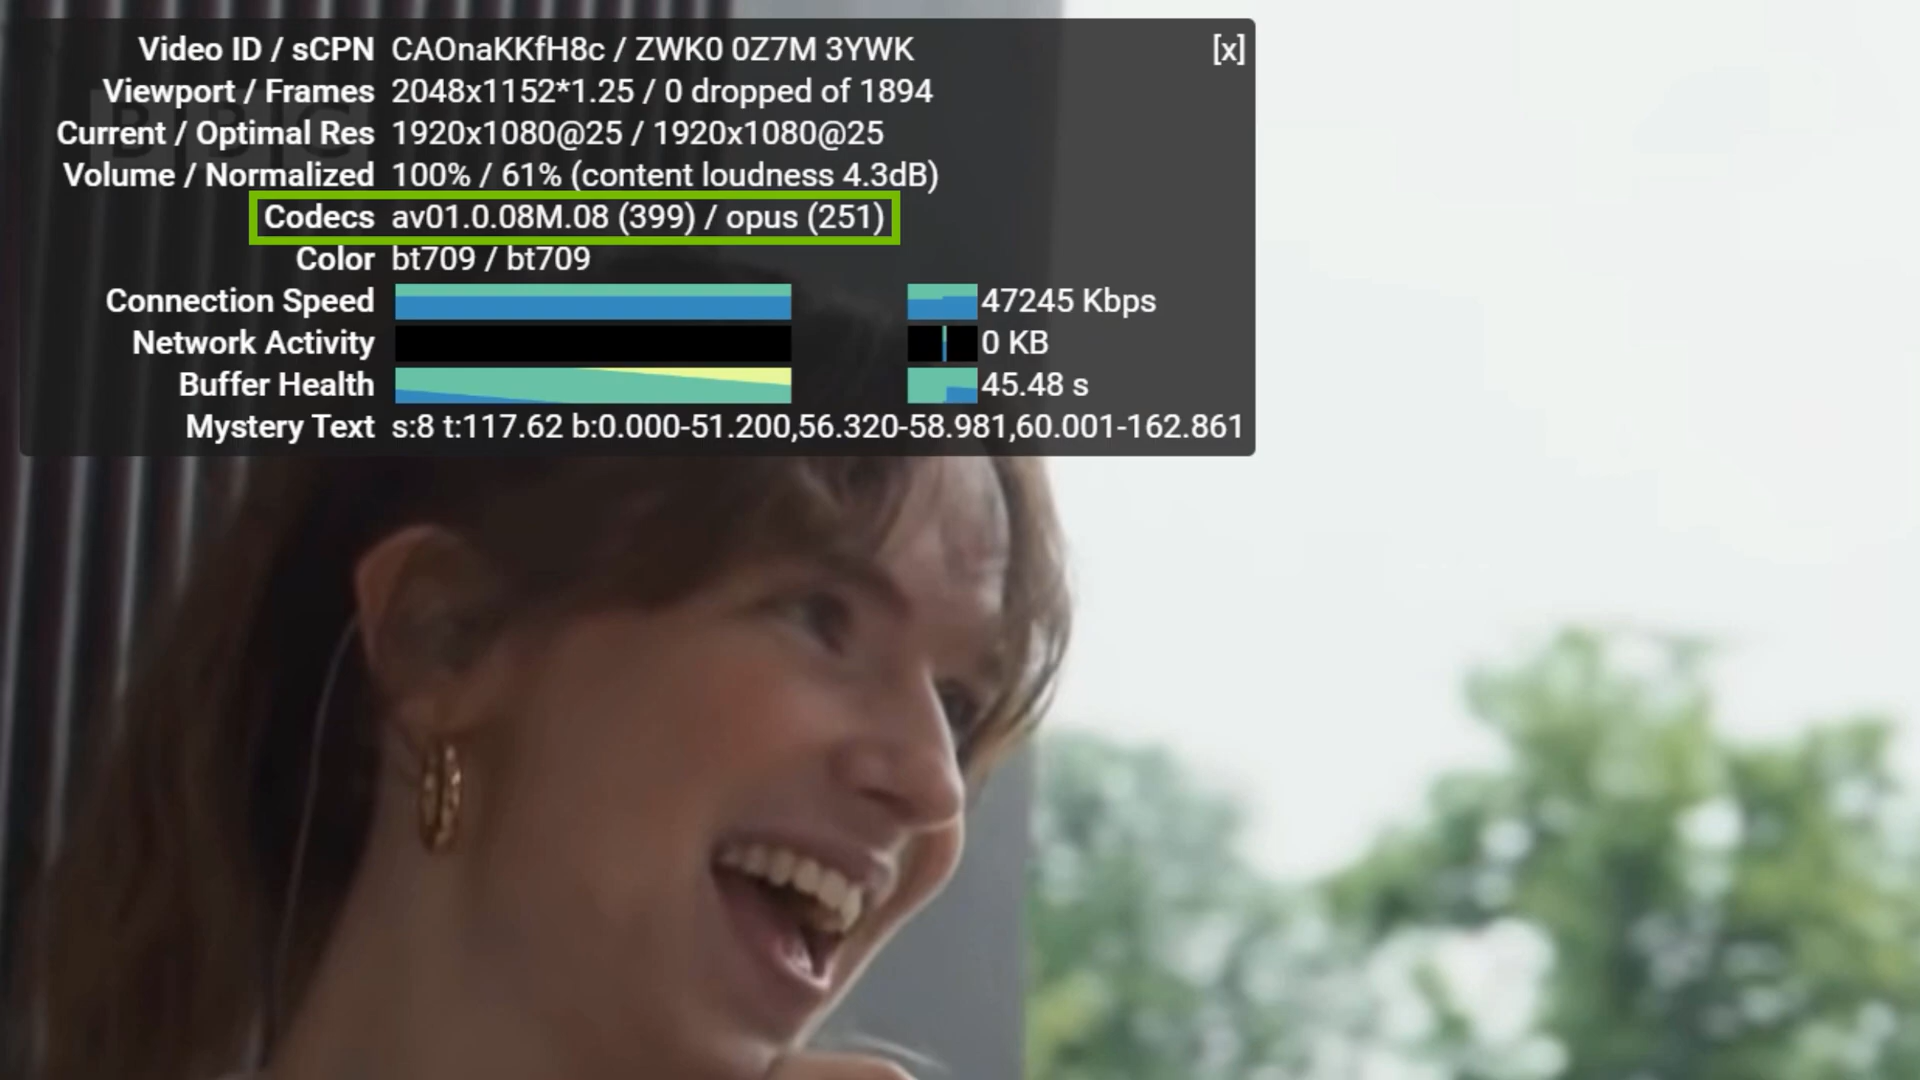 Video ID / sCPN CAOnaKKfH8c / ZWK0 0Z7M 3YWK [x]
Viewport / Frames 2048x1152*1.25 / 0 dropped of 1894
Current / Optimal Res 1920x1080@25 / 1920x1080@25
Volume / Normalized 100% / 61% (content loudness 4.3dB)
Codecs av01.0.08M.08 (399) / opus (251)
Color bt709 / bt709
Connection Speed 47245 Kbps
Network Activity 0 KB
Buffer Health 45.48 s
Mystery Text s:8 t:117.62 b:0.000-51.200,56.320-58.981,60.001-162.861
BBC